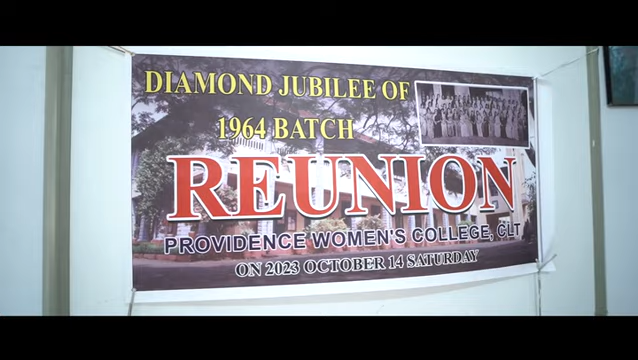 DIAMOND JUBILEE OF
1964 BATCH
REUNION
PROVIDENCE WOMEN'S COLLEGE, CLT
ON 2023 OCTOBER 14 SATURDAY